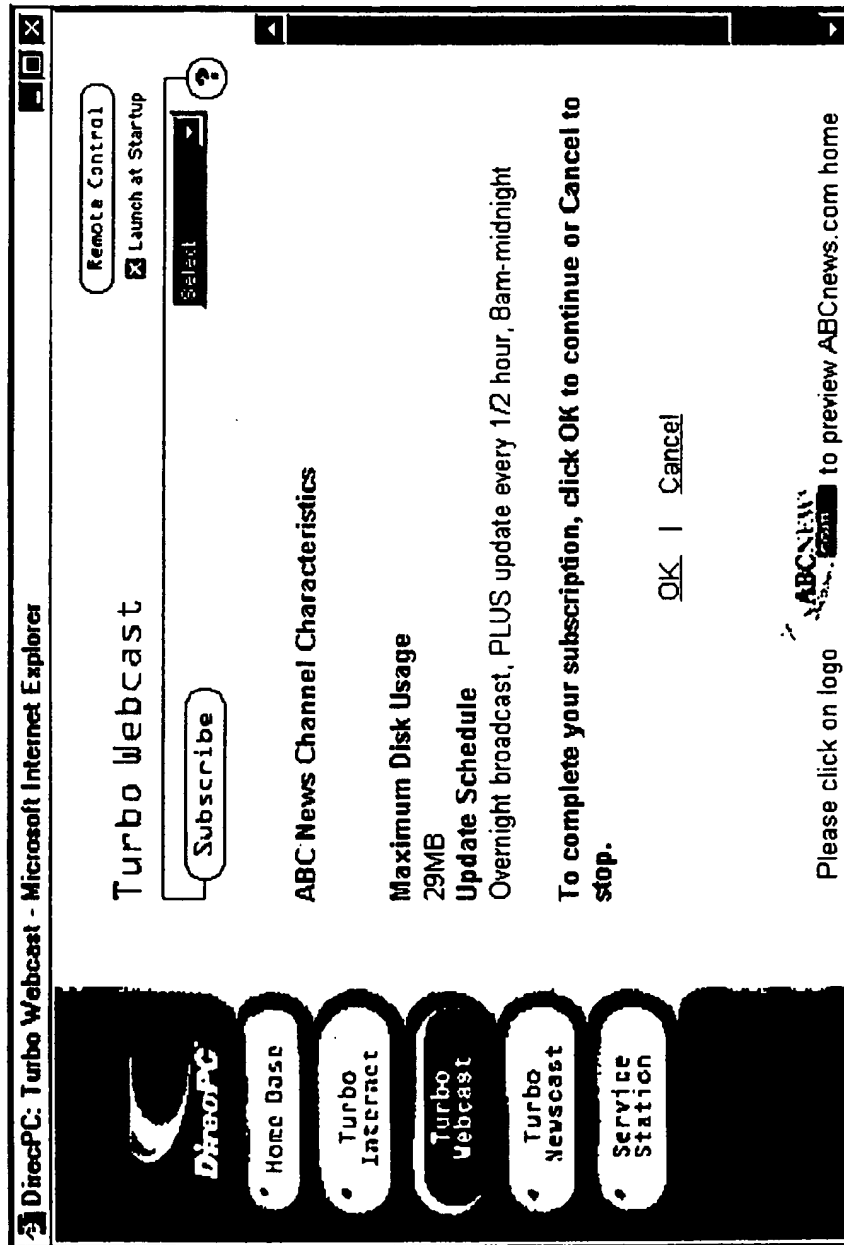 DirecPC: Turbo Webcast - Microsoft Internet Explorer
DirecPC
Home Base
Turbo
Internet
Turbo
Webcast
Turbo
Newscast
Service
Station
Turbo Webcast
Remote Control
Launch at Startup
Subscribe
Select
?
ABC News Channel Characteristics
Maximum Disk Usage
29MB
Update Schedule
Overnight broadcast, PLUS update every 1/2 hour, 8am-midnight
To complete your subscription, click OK to continue or Cancel to
stop.
OK | Cancel
Please click on logo ABCNEWS .com to preview ABCnews.com home